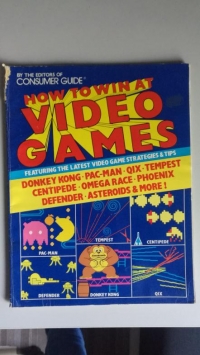 BY THE EDITORS OF
CONSUMER GUIDE
HOW TO WIN AT
VIDEO
GAMES
FEATURING THE LATEST VIDEO GAME STRATEGIES & TIPS
DONKEY KONG · PAC-MAN · QIX · TEMPEST
CENTIPEDE · OMEGA RACE · PHOENIX
DEFENDER · ASTEROIDS & MORE!
PAC-MAN
TEMPEST
CENTIPEDE
DEFENDER
DONKEY KONG
QIX